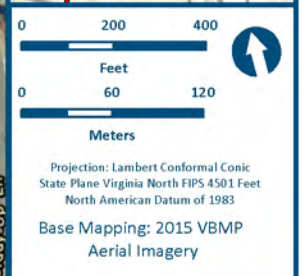 0 200 400
Feet
0 60 120
Meters
Projection: Lambert Conformal Conic
State Plane Virginia North FIPS 4501 Feet
North American Datum of 1983
Base Mapping: 2015 VBMP
Aerial Imagery